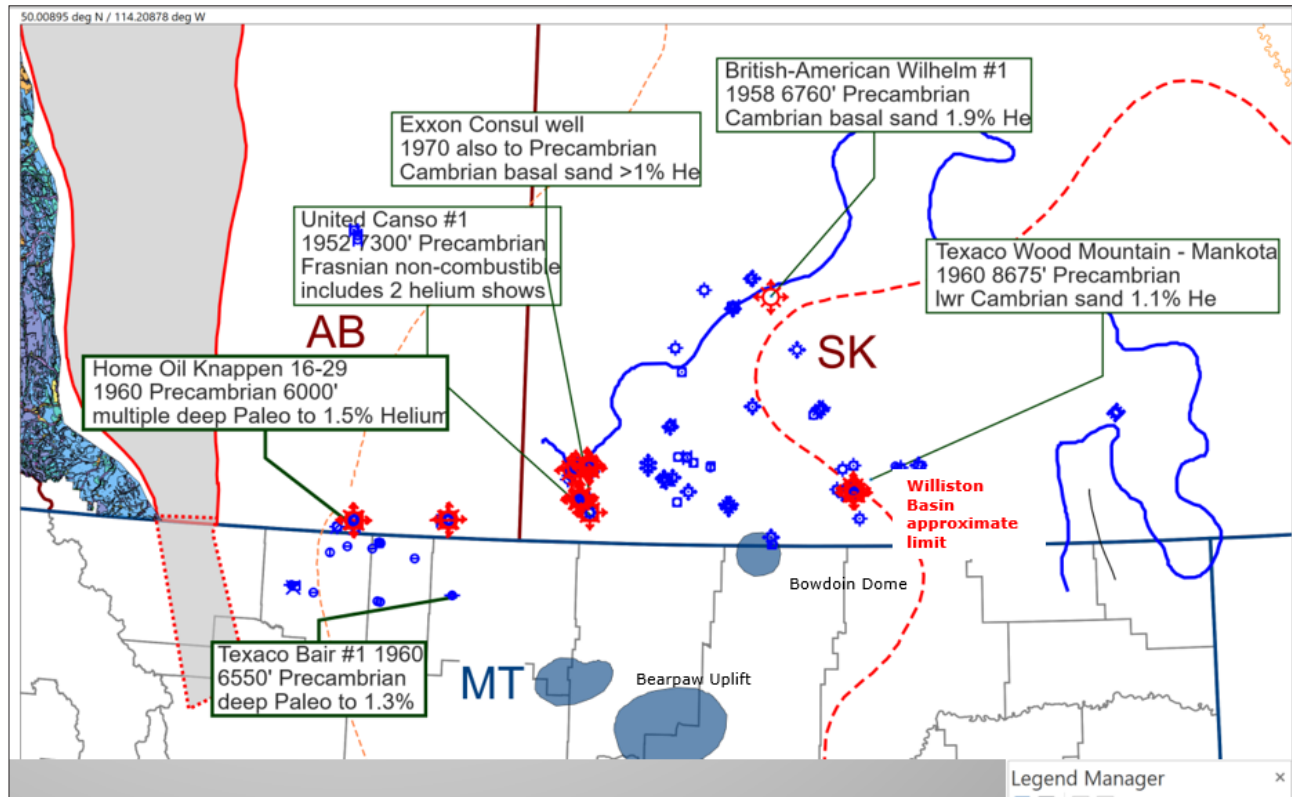 50.00895 deg N / 114.20878 deg W
British-American Wilhelm #1
1958 6760' Precambrian
Cambrian basal sand 1.9% He
Exxon Consul well
1970 also to Precambrian
Cambrian basal sand >1% He
United Canso #1
1952 7300' Precambrian
Frasnian non-combustible
includes 2 helium shows
Texaco Wood Mountain - Mankota
1960 8675' Precambrian
lwr Cambrian sand 1.1% He
AB
SK
Home Oil Knappen 16-29
1960 Precambrian 6000'
multiple deep Paleo to 1.5% Helium
Williston
Basin
approximate
limit
Bowdoin Dome
Texaco Bair #1 1960
6550' Precambrian
deep Paleo to 1.3%
MT
Bearpaw Uplift
Legend Manager